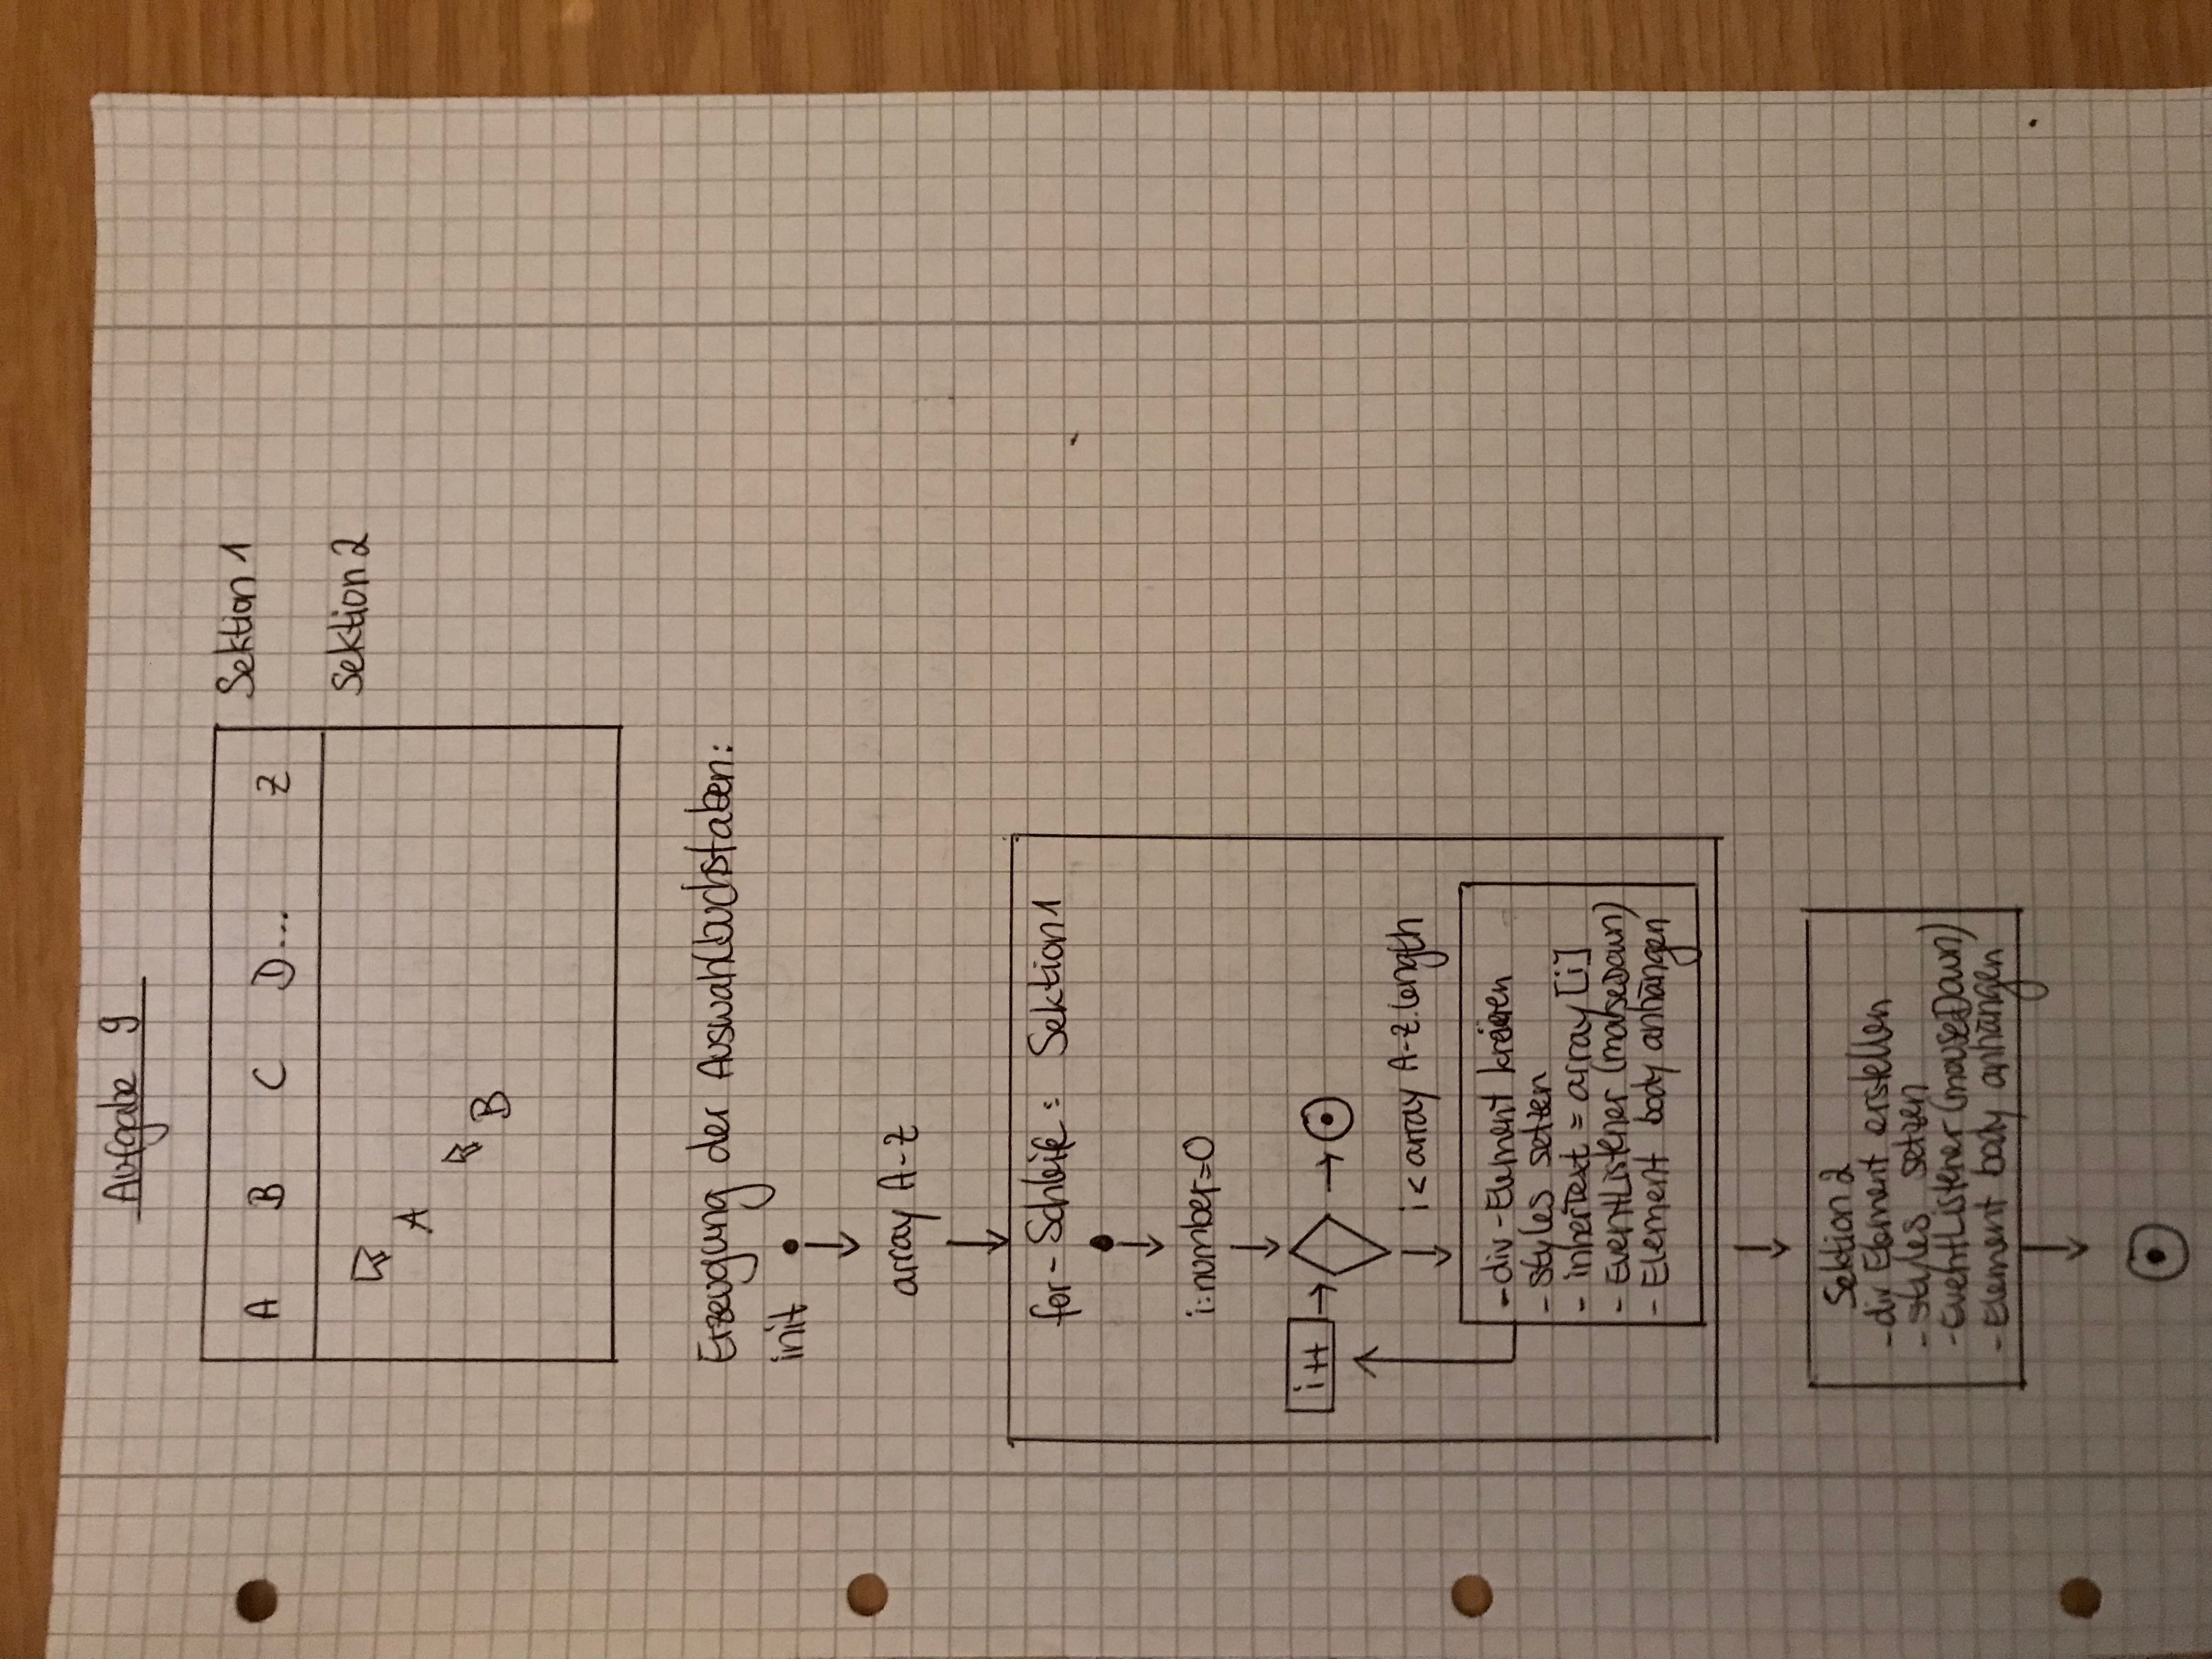 Aufgabe 9
A B C D... Z
Sektion 1
Sektion 2
A
B
Erzeugung der Auswahlbuchstaben:
init
array A-Z
for-Schleife: Sektion 1
i:number=0
i++
i < array A-Z.length
- div-Element kreieren
- styles setzen
- innerText = array [i]
- EventListener (mouseDown)
- Element body anhängen
Sektion 2
- div Element erstellen
- styles setzen
- EventListener (mouseDown)
- Element body anhängen